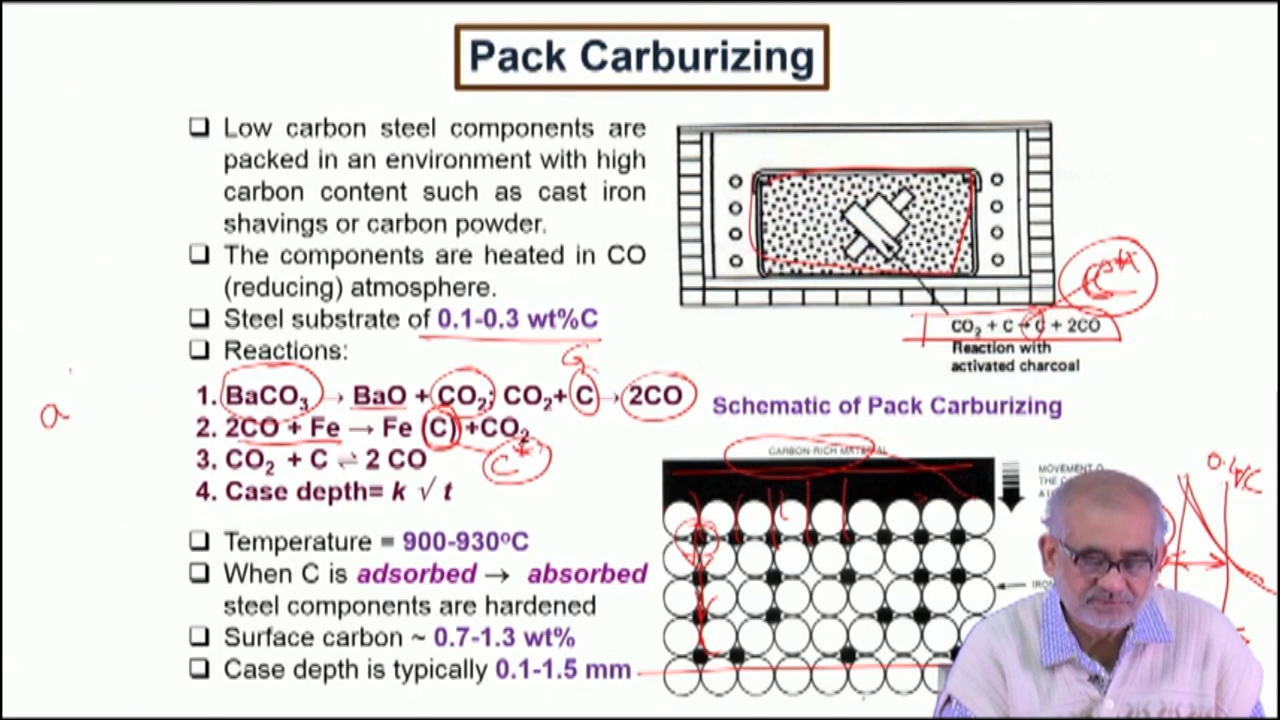 Pack Carburizing
❑ Low carbon steel components are
packed in an environment with high
carbon content such as cast iron
shavings or carbon powder.
❑ The components are heated in CO
(reducing) atmosphere.
❑ Steel substrate of 0.1-0.3 wt%C
❑ Reactions:
1. BaCO₃ → BaO + CO₂; CO₂+ C → 2CO
2. 2CO + Fe → Fe (C) +CO₂
3. CO₂ + C ⇌ 2 CO
4. Case depth= k √ t
❑ Temperature = 900-930ºC
❑ When C is adsorbed → absorbed
steel components are hardened
❑ Surface carbon ~ 0.7-1.3 wt%
❑ Case depth is typically 0.1-1.5 mm
a
C
CO₂ + C → C + 2CO
Reaction with
activated charcoal
Schematic of Pack Carburizing
CARBON RICH MATERIAL
MOVEMENT
THE
IRON